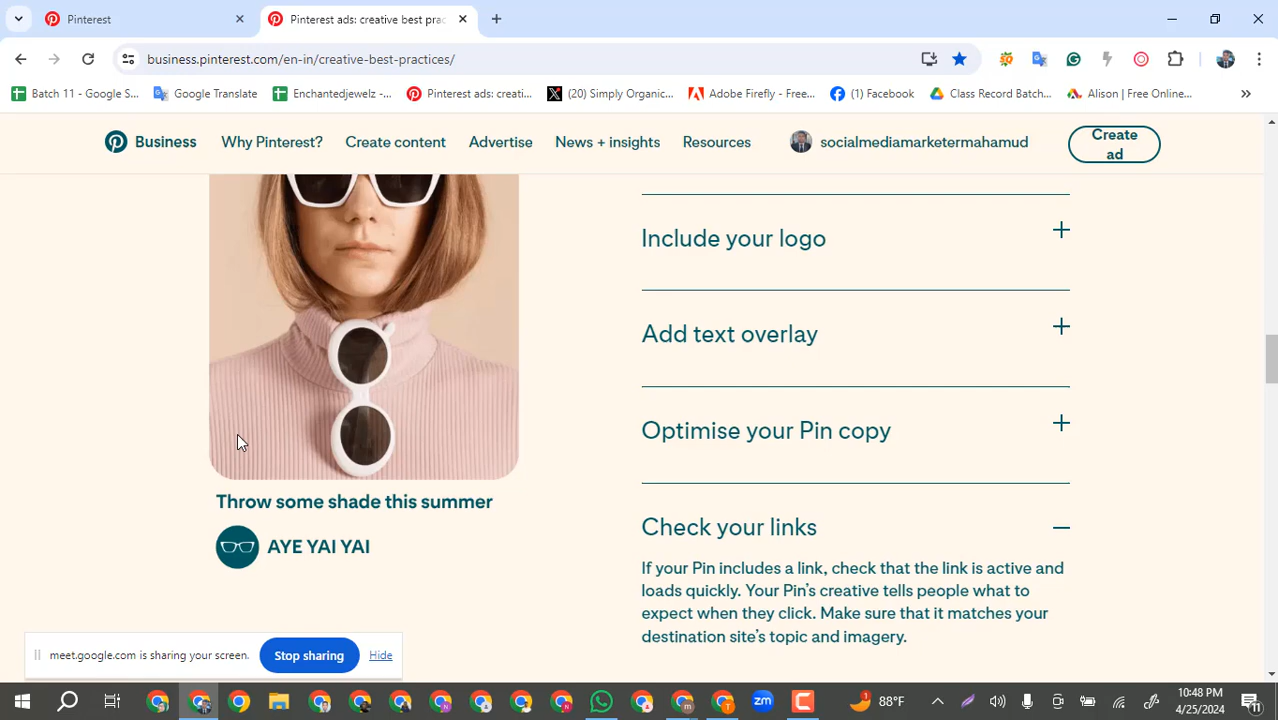 Pinterest
Pinterest ads: creative best prac
business.pinterest.com/en-in/creative-best-practices/
Batch 11 - Google S...
Google Translate
Enchantedjewelz - ...
Pinterest ads: creati...
(20) Simply Organic...
Adobe Firefly - Free...
(1) Facebook
Class Record Batch...
Alison | Free Online...
Business
Why Pinterest?
Create content
Advertise
News + insights
Resources
socialmediamarketermahamud
Create
ad
Include your logo
Add text overlay
Optimise your Pin copy
Throw some shade this summer
AYE YAI YAI
Check your links
If your Pin includes a link, check that the link is active and
loads quickly. Your Pin's creative tells people what to
expect when they click. Make sure that it matches your
destination site's topic and imagery.
meet.google.com is sharing your screen.
Stop sharing
Hide
88°F
10:48 PM
4/25/2024